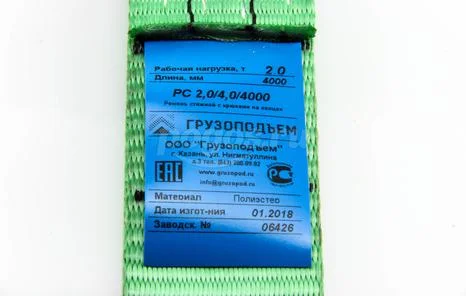 Рабочая нагрузка, т 2.0
Длина, мм 4000
РС 2,0/4,0/4000
Ремень стяжной с крюками на концах
ГРУЗОПОДЪЕМ
ООО "Грузоподъем"
г. Казань, ул. Нигматуллина
www.gruzopod.ru
info@gruzopod.ru
ЕАС
РС
Материал Полиэстер
Дата изгот-ния 01.2018
Заводск. № 06426